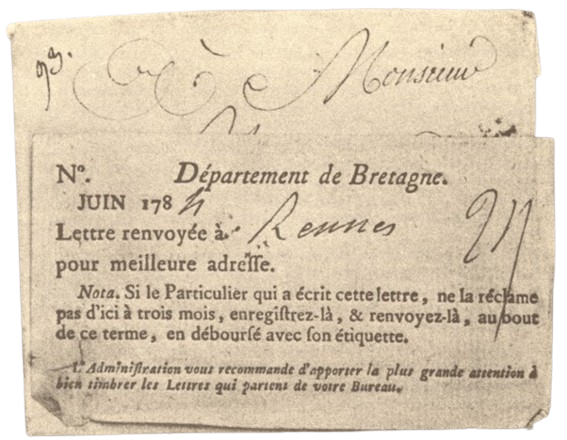 À Monsieur
Nº. Département de Bretagne.
JUIN 1784
Lettre renvoyée à Rennes
pour meilleure adresse.
Nota. Si le Particulier qui a écrit cette lettre, ne la réclame
pas d'ici à trois mois, enregistrez-là, & renvoyez-là, au bout
de ce terme, en déboursé avec son étiquette.
L'Administration vous recommande d'apporter la plus grande attention à
bien timbrer les Lettres qui partent de votre Bureau.